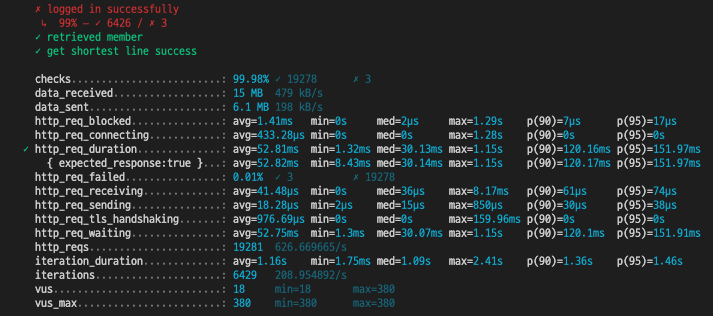 ✗ logged in successfully
↳ 99% — ✓ 6426 / ✗ 3
✓ retrieved member
✓ get shortest line success
checks.........................: 99.98% ✓ 19278 ✗ 3
data_received..................: 15 MB 479 kB/s
data_sent......................: 6.1 MB 198 kB/s
http_req_blocked...............: avg=1.41ms min=0s med=2µs max=1.29s p(90)=7µs p(95)=17µs
http_req_connecting............: avg=433.28µs min=0s med=0s max=1.28s p(90)=0s p(95)=0s
✓ http_req_duration..............: avg=52.81ms min=1.32ms med=30.13ms max=1.15s p(90)=120.16ms p(95)=151.97ms
{ expected_response:true }...: avg=52.82ms min=8.43ms med=30.14ms max=1.15s p(90)=120.17ms p(95)=151.97ms
http_req_failed................: 0.01% ✓ 3 ✗ 19278
http_req_receiving.............: avg=41.48µs min=0s med=36µs max=8.17ms p(90)=61µs p(95)=74µs
http_req_sending...............: avg=18.28µs min=2µs med=15µs max=850µs p(90)=30µs p(95)=38µs
http_req_tls_handshaking.......: avg=976.69µs min=0s med=0s max=159.96ms p(90)=0s p(95)=0s
http_req_waiting...............: avg=52.75ms min=1.3ms med=30.07ms max=1.15s p(90)=120.1ms p(95)=151.91ms
http_reqs......................: 19281 626.669665/s
iteration_duration.............: avg=1.16s min=1.75ms med=1.09s max=2.41s p(90)=1.36s p(95)=1.46s
iterations.....................: 6429 208.954892/s
vus............................: 18 min=18 max=380
vus_max........................: 380 min=380 max=380